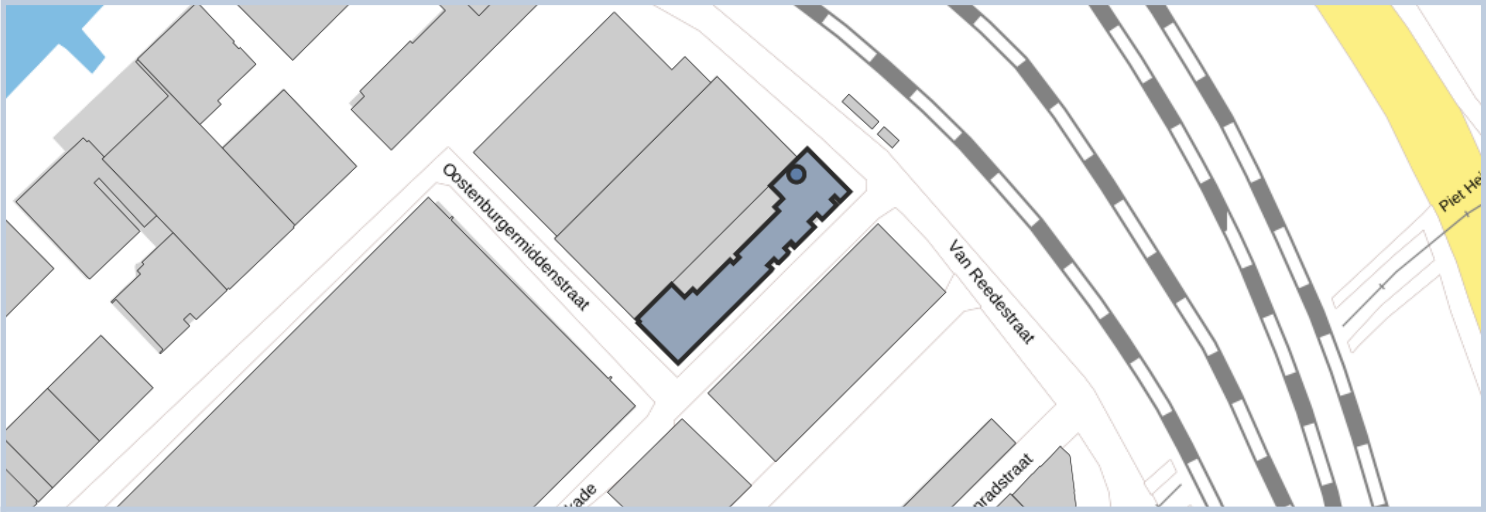 Oostenburgermiddenstraat
Van Reedestraat
Piet He
kade
nradstraat